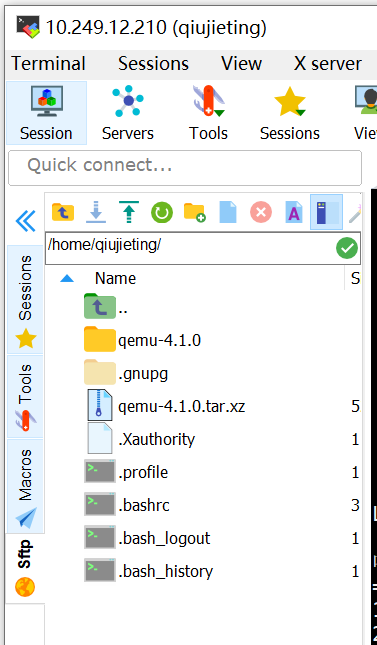 10.249.12.210 (qiujieting)
Terminal Sessions View X server
Session Servers Tools Sessions
Quick connect...
/home/qiujieting/
Name S
..
qemu-4.1.0
.gnupg
qemu-4.1.0.tar.xz 5
.Xauthority 1
.profile 1
.bashrc 3
.bash_logout 1
.bash_history 1
Sessions
Tools
Macros
Sftp